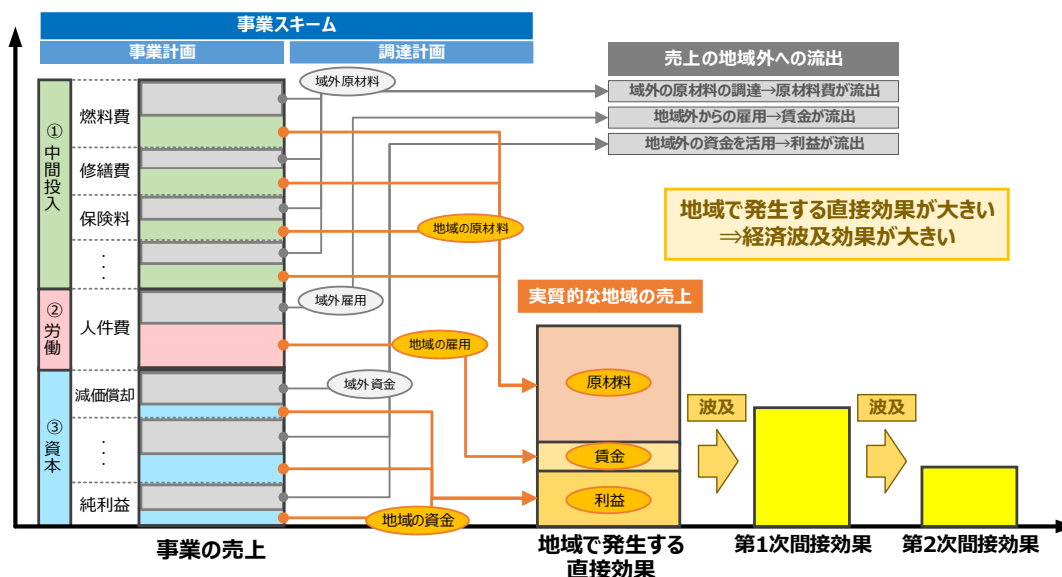 事業スキーム
事業計画
調達計画
売上の地域外への流出
域外の原材料の調達→原材料費が流出
地域外からの雇用→賃金が流出
地域外の資金を活用→利益が流出
地域で発生する直接効果が大きい
⇒経済波及効果が大きい
①中間投入
燃料費
修繕費
保険料
・・・
②労働
人件費
③資本
減価償却
・・・
純利益
域外原材料
地域の原材料
域外雇用
地域の雇用
域外資金
地域の資金
実質的な地域の売上
原材料
賃金
利益
波及
波及
事業の売上
地域で発生する
直接効果
第1次間接効果
第2次間接効果